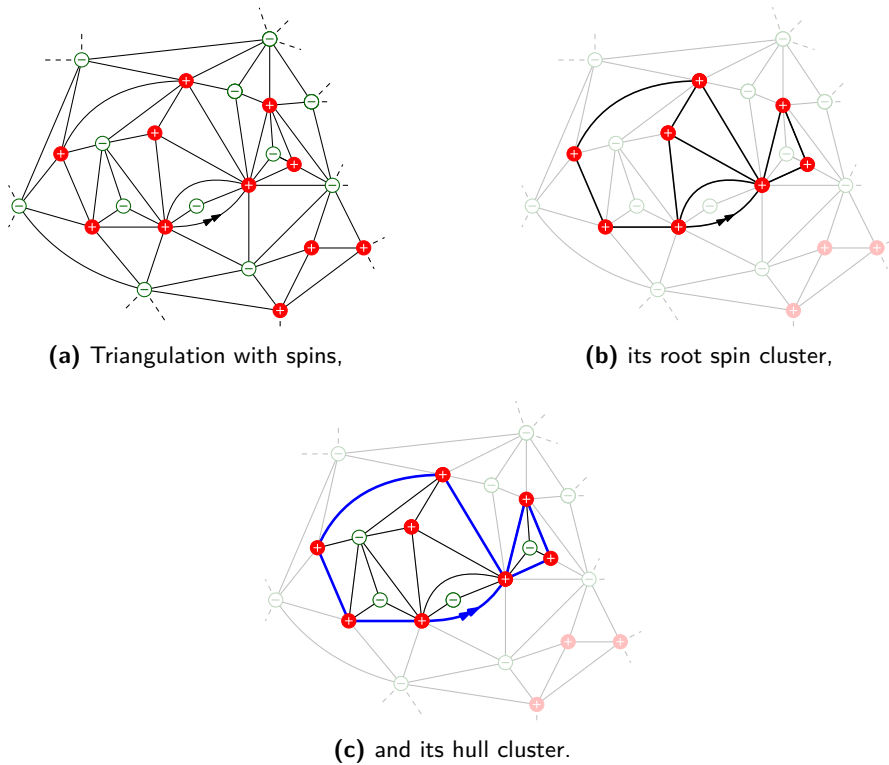 (a) Triangulation with spins,
(b) its root spin cluster,
(c) and its hull cluster.